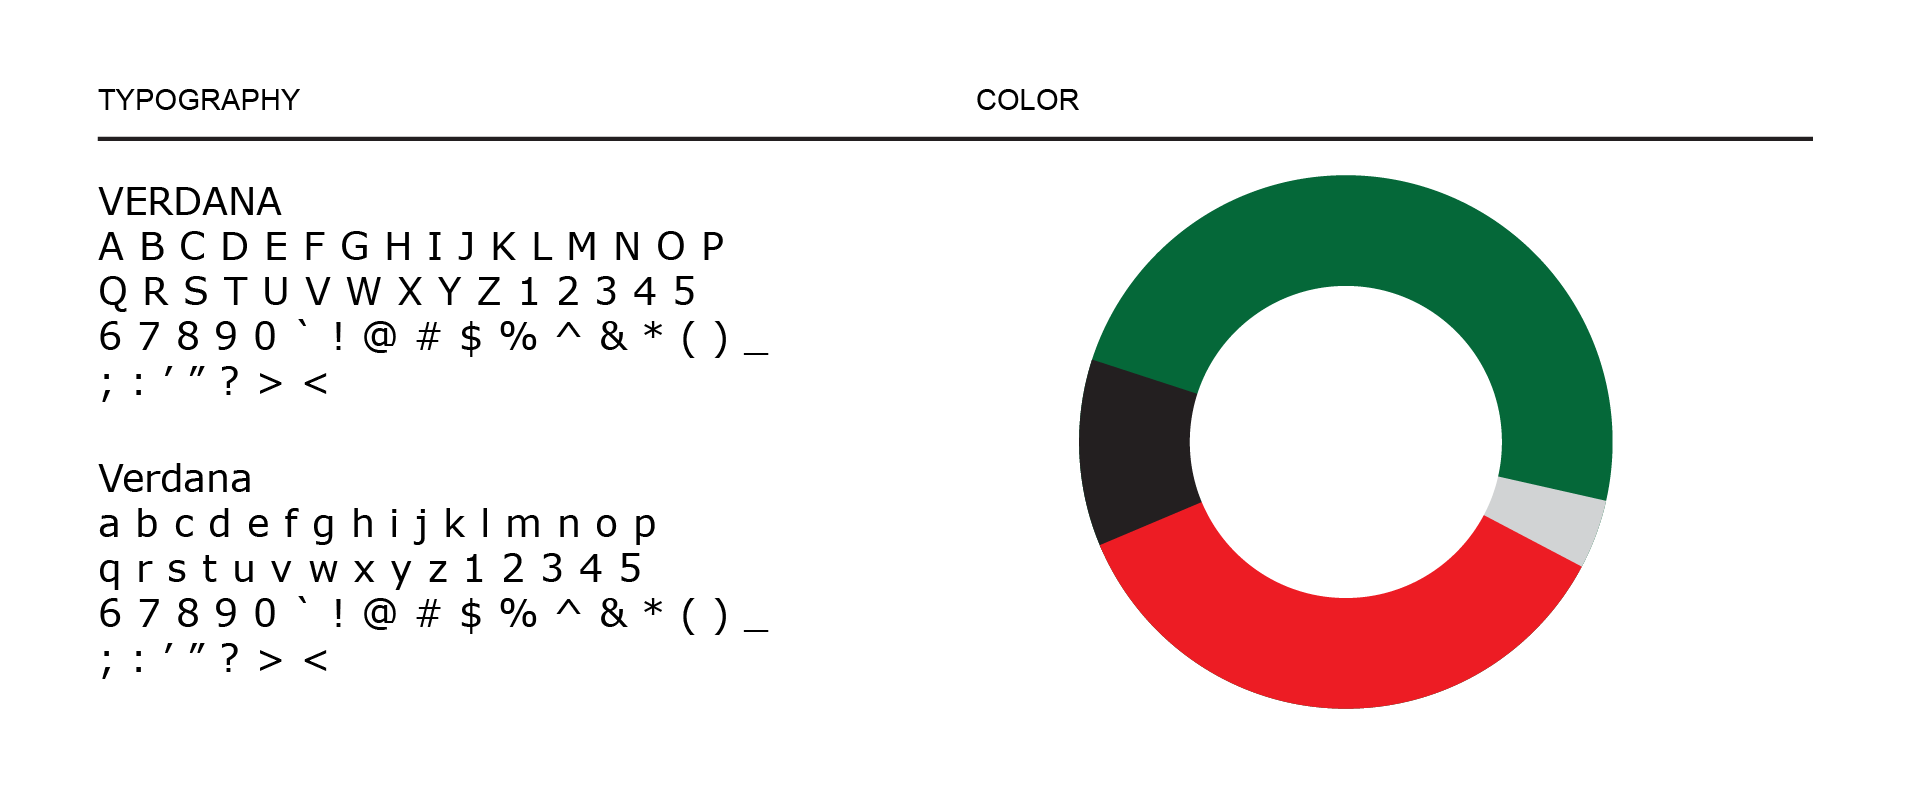 TYPOGRAPHY
COLOR
VERDANA
A B C D E F G H I J K L M N O P
Q R S T U V W X Y Z 1 2 3 4 5
6 7 8 9 0 ` ! @ # $ % ^ & * ( ) _
; : ’ ” ? > <
Verdana
a b c d e f g h i j k l m n o p
q r s t u v w x y z 1 2 3 4 5
6 7 8 9 0 ` ! @ # $ % ^ & * ( ) _
; : ’ ” ? > <